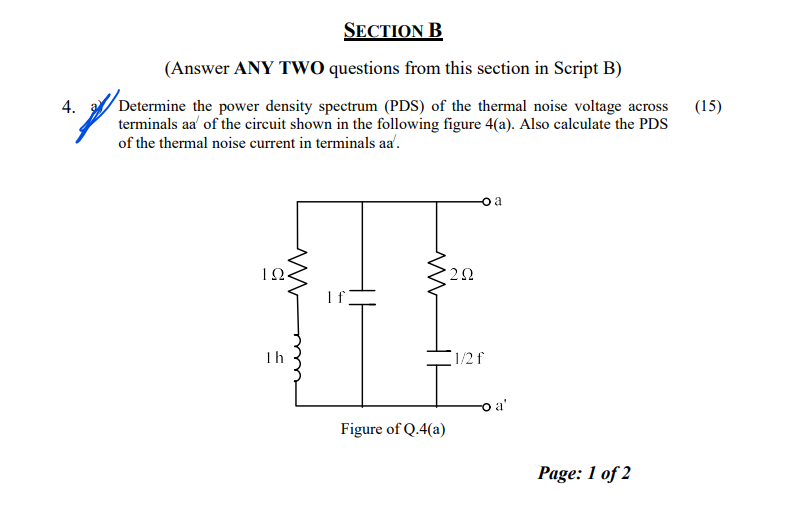 SECTION B
(Answer ANY TWO questions from this section in Script B)
4. a) Determine the power density spectrum (PDS) of the thermal noise voltage across (15)
terminals aa/ of the circuit shown in the following figure 4(a). Also calculate the PDS
of the thermal noise current in terminals aa/.
a
1 Ω
2 Ω
1 f
1 h
1/2 f
a'
Figure of Q.4(a)
Page: 1 of 2